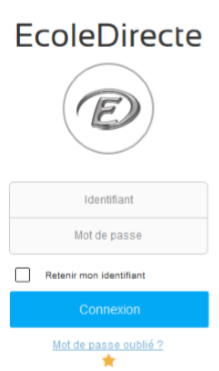 EcoleDirecte
E
Identifiant
Mot de passe
Retenir mon identifiant
Connexion
Mot de passe oublié ?